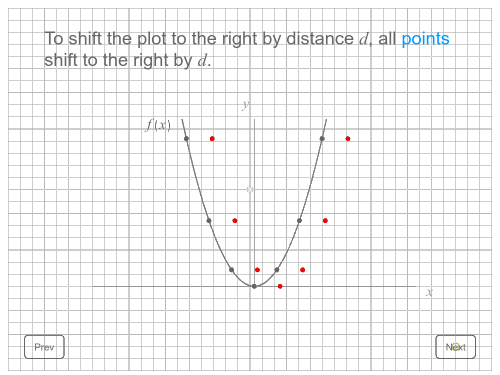 To shift the plot to the right by distance d, all points
shift to the right by d.
y
f(x)
x
Prev
Next